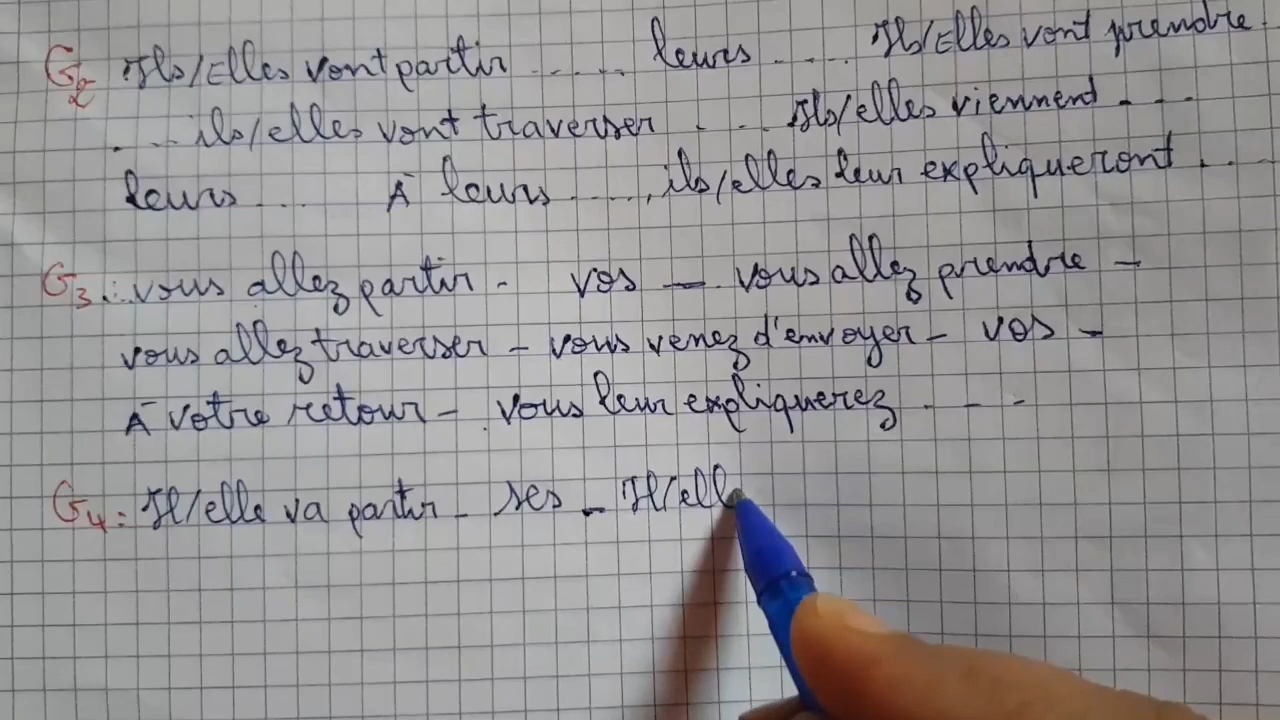 G2 Ils/Elles vont partir ...... leurs ..... Ils/Elles vont prendre.
.... ils/elles vont traverser . .. Ils/elles viennent - - -
leurs .... À leurs ......, ils/elles leur expliqueront . ..
G3 : vous allez partir - vos — vous allez prendre -
vous allez traverser - vous venez d'envoyer - vos -
À votre retour - vous leur expliquerez . - -
G4 : Il/elle va partir - ses - Il/elle